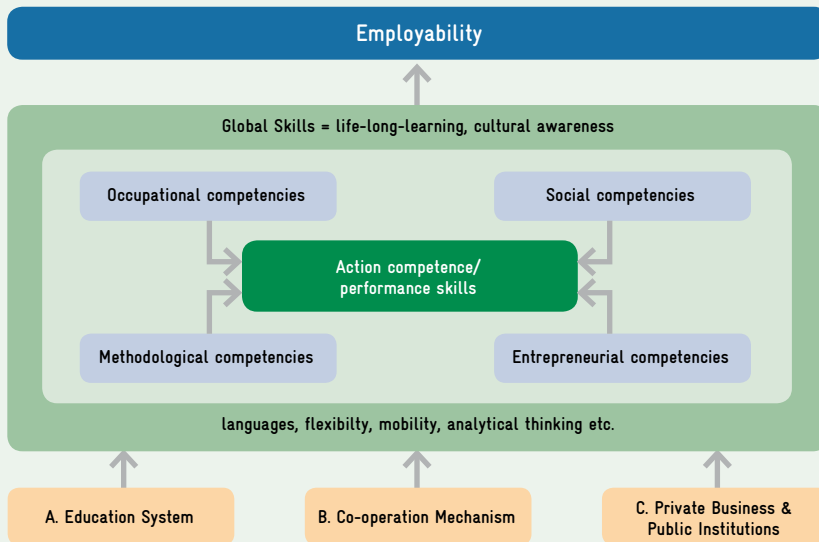 Employability
Global Skills = life-long-learning, cultural awareness
Occupational competencies
Social competencies
Action competence/
performance skills
Methodological competencies
Entrepreneurial competencies
languages, flexibilty, mobility, analytical thinking etc.
A. Education System
B. Co-operation Mechanism
C. Private Business &
Public Institutions